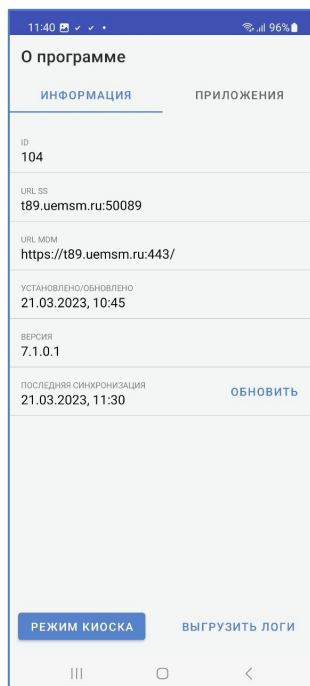 11:40 96%
О программе
ИНФОРМАЦИЯ ПРИЛОЖЕНИЯ
ID
104
URL SS
t89.uemsm.ru:50089
URL MDM
https://t89.uemsm.ru:443/
УСТАНОВЛЕНО/ОБНОВЛЕНО
21.03.2023, 10:45
ВЕРСИЯ
7.1.0.1
ПОСЛЕДНЯЯ СИНХРОНИЗАЦИЯ
21.03.2023, 11:30 ОБНОВИТЬ
РЕЖИМ КИОСКА ВЫГРУЗИТЬ ЛОГИ